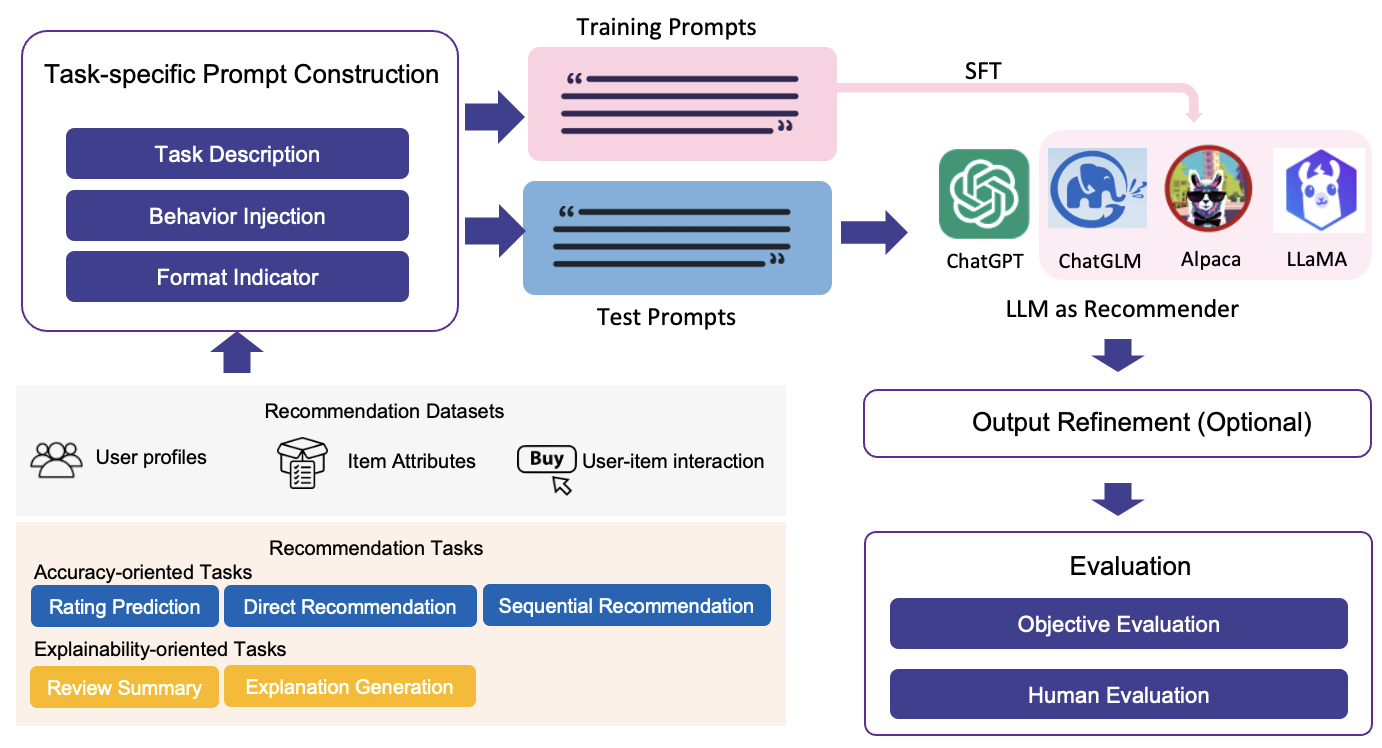 Training Prompts
Task-specific Prompt Construction
Task Description
Behavior Injection
Format Indicator
SFT
Test Prompts
ChatGPT
ChatGLM
Alpaca
LLaMA
LLM as Recommender
Recommendation Datasets
User profiles
Item Attributes
Buy
User-item interaction
Recommendation Tasks
Accuracy-oriented Tasks
Rating Prediction
Direct Recommendation
Sequential Recommendation
Explainability-oriented Tasks
Review Summary
Explanation Generation
Output Refinement (Optional)
Evaluation
Objective Evaluation
Human Evaluation